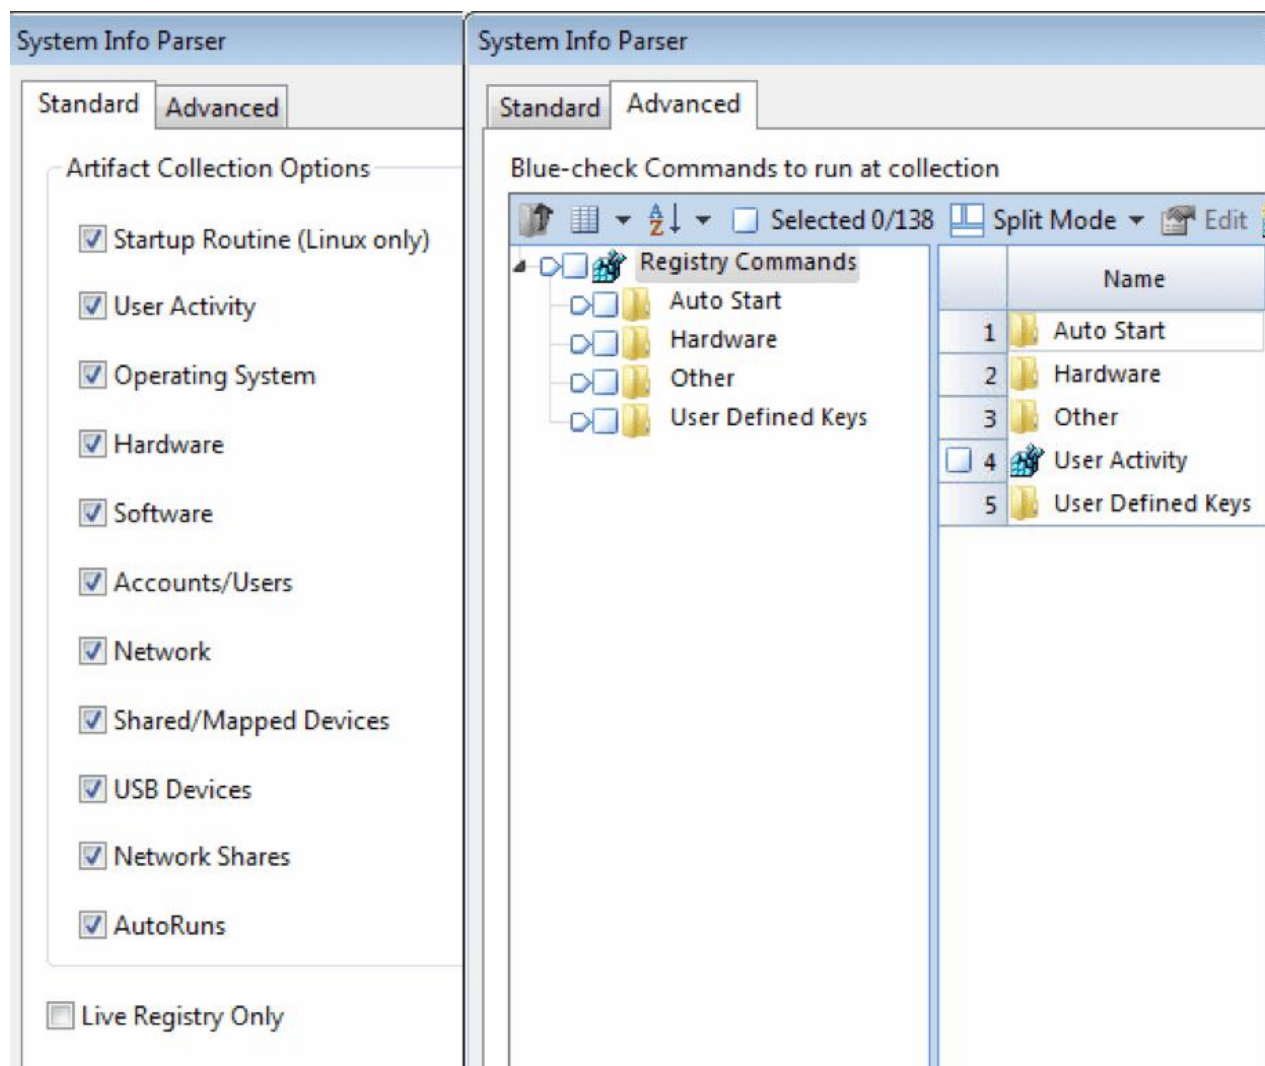 System Info Parser
Standard Advanced
Artifact Collection Options
Startup Routine (Linux only)
User Activity
Operating System
Hardware
Software
Accounts/Users
Network
Shared/Mapped Devices
USB Devices
Network Shares
AutoRuns
Live Registry Only
System Info Parser
Standard Advanced
Blue-check Commands to run at collection
Selected 0/138 Split Mode Edit
Registry Commands
Auto Start
Hardware
Other
User Defined Keys
Name
1 Auto Start
2 Hardware
3 Other
4 User Activity
5 User Defined Keys